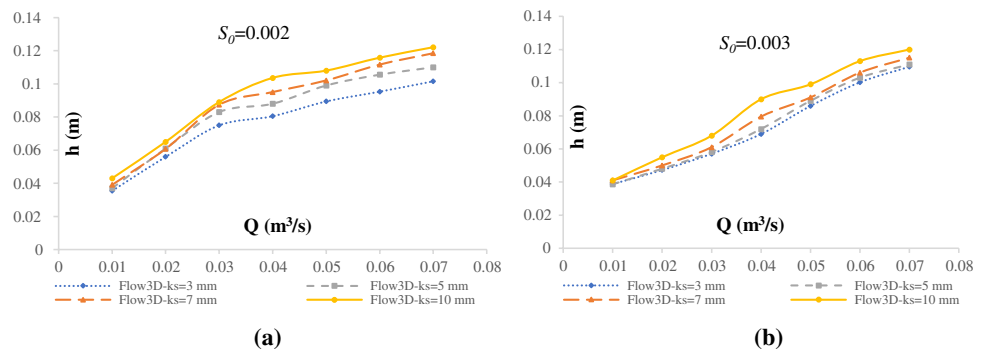 S0=0.002
0.14
0.12
0.1
0.08
0.06
0.04
0.02
0
h (m)
Q (m³/s)
0 0.01 0.02 0.03 0.04 0.05 0.06 0.07 0.08
Flow3D-ks=3 mm Flow3D-ks=5 mm
Flow3D-ks=7 mm Flow3D-ks=10 mm
(a)
S0=0.003
0.14
0.12
0.1
0.08
0.06
0.04
0.02
0
h (m)
Q (m³/s)
0 0.01 0.02 0.03 0.04 0.05 0.06 0.07 0.08
Flow3D-ks=3 mm Flow3D-ks=5 mm
Flow3D-ks=7 mm Flow3D-ks=10 mm
(b)